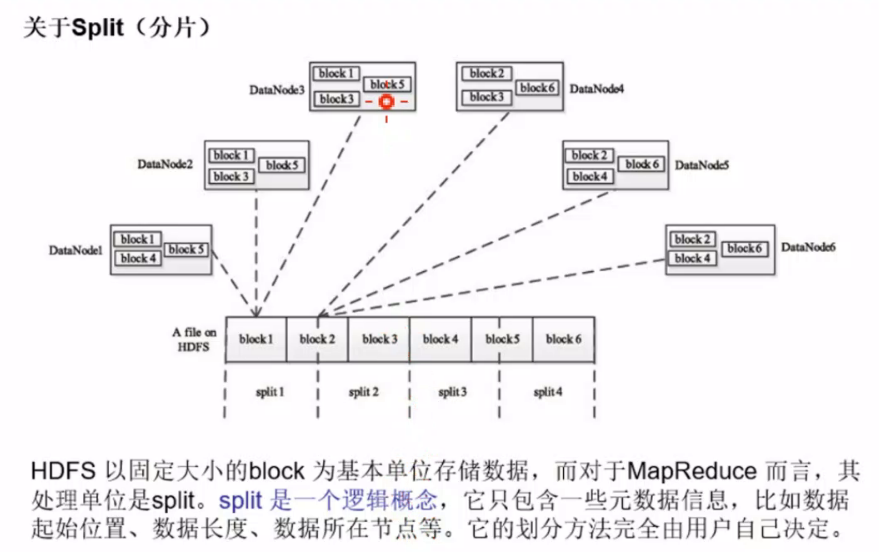 关于Split（分片）
DataNode3
block 1
block5
block3
block2
block6
block3
DataNode4
DataNode2
block 1
block5
block 3
block 2
block 6
block4
DataNode5
DataNode1
block1
block 5
block 4
block 2
block6
block 4
DataNode6
A file on
HDFS
block1
block 2
block 3
block 4
block5
block 6
split 1
split 2
split3
split 4
HDFS 以固定大小的block 为基本单位存储数据，而对于MapReduce 而言，其
处理单位是split。split 是一个逻辑概念，它只包含一些元数据信息，比如数据
起始位置、数据长度、数据所在节点等。它的划分方法完全由用户自己决定。